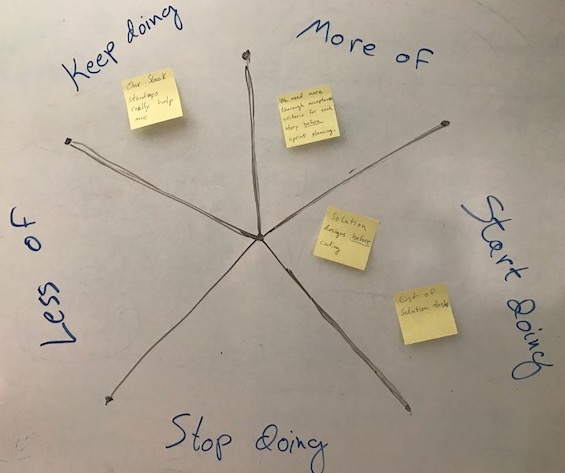 Keep doing
More of
Our Slack
standups
really help
me
We need more
thorough acceptance
criteria for each
story before
sprint planning.
Solution
designs before
coding
Start Doing
List of
solution tasks
Less of
Stop Doing